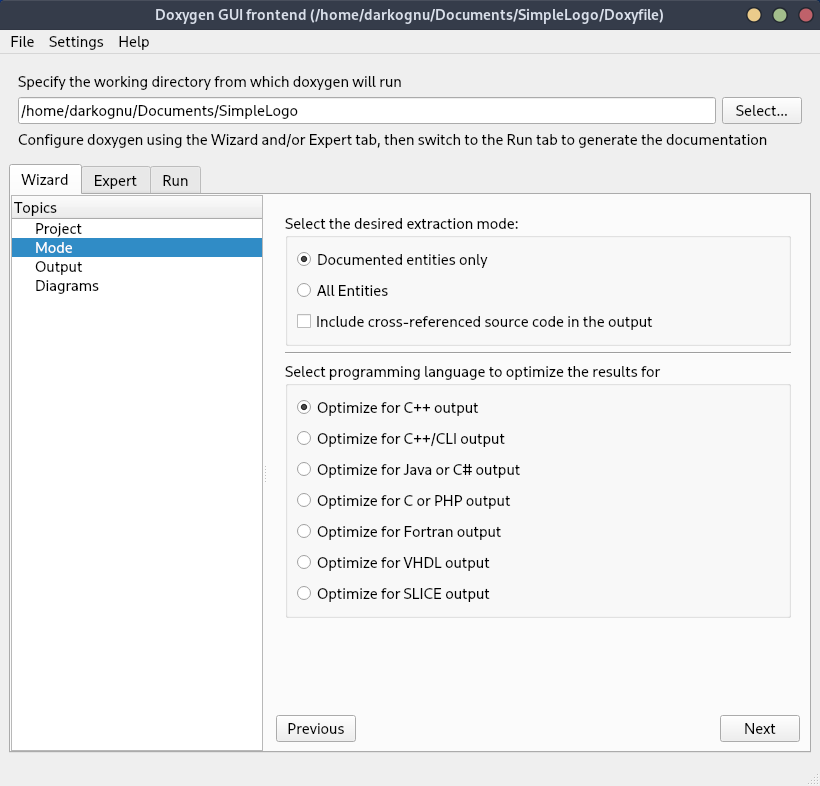 Doxygen GUI frontend (/home/darkognu/Documents/SimpleLogo/Doxyfile)
File Settings Help
Specify the working directory from which doxygen will run
/home/darkognu/Documents/SimpleLogo Select...
Configure doxygen using the Wizard and/or Expert tab, then switch to the Run tab to generate the documentation
Wizard Expert Run
Topics
Project
Mode
Output
Diagrams
Select the desired extraction mode:
Documented entities only
All Entities
Include cross-referenced source code in the output
Select programming language to optimize the results for
Optimize for C++ output
Optimize for C++/CLI output
Optimize for Java or C# output
Optimize for C or PHP output
Optimize for Fortran output
Optimize for VHDL output
Optimize for SLICE output
Previous Next